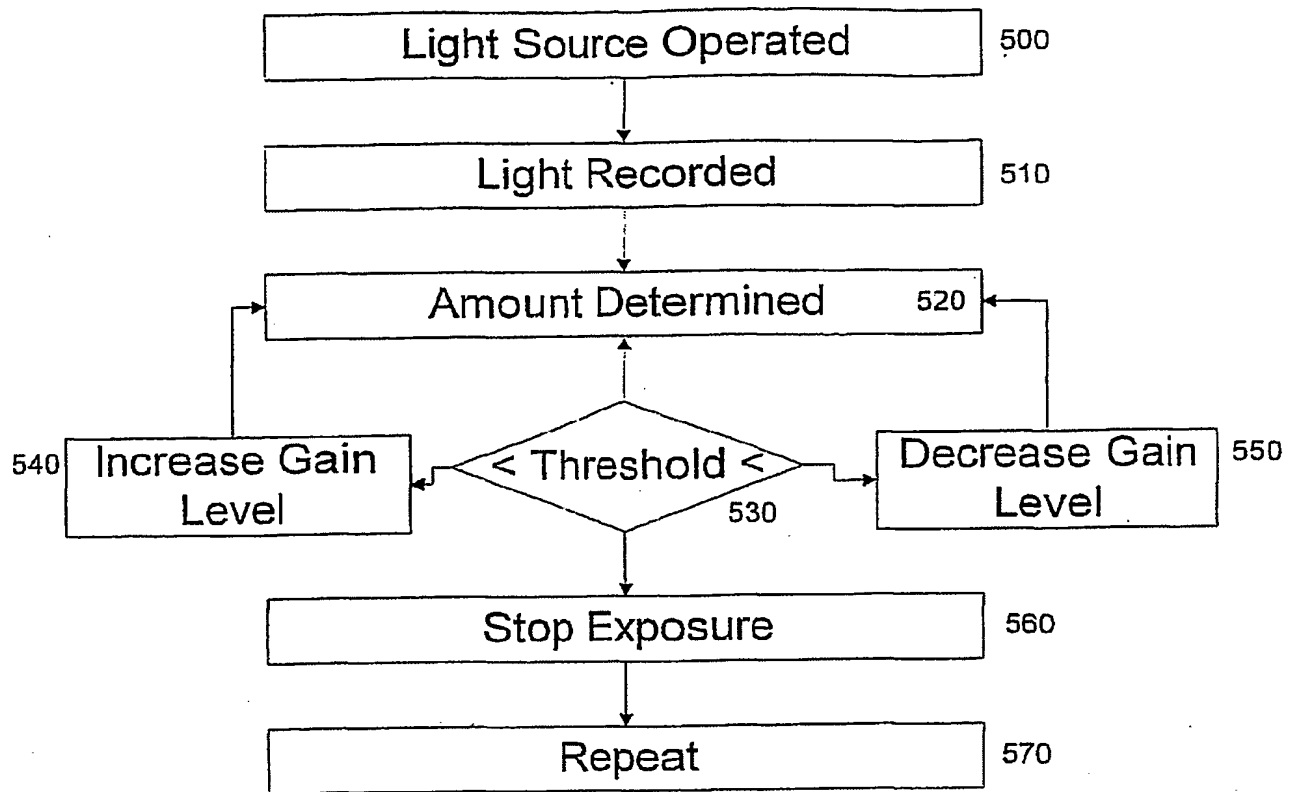 Light Source Operated 500
Light Recorded 510
Amount Determined 520
540 Increase Gain Level
< Threshold < 530
Decrease Gain Level 550
Stop Exposure 560
Repeat 570